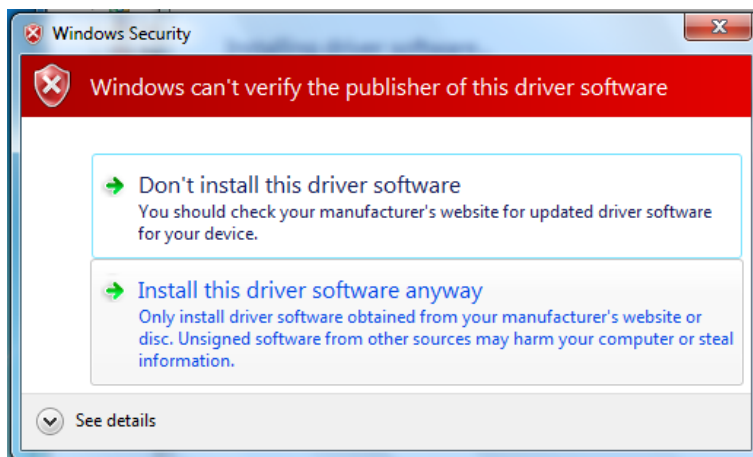 Windows Security
Installing driver software...
Windows can't verify the publisher of this driver software
Don't install this driver software
You should check your manufacturer's website for updated driver software
for your device.
Install this driver software anyway
Only install driver software obtained from your manufacturer's website or
disc. Unsigned software from other sources may harm your computer or steal
information.
See details